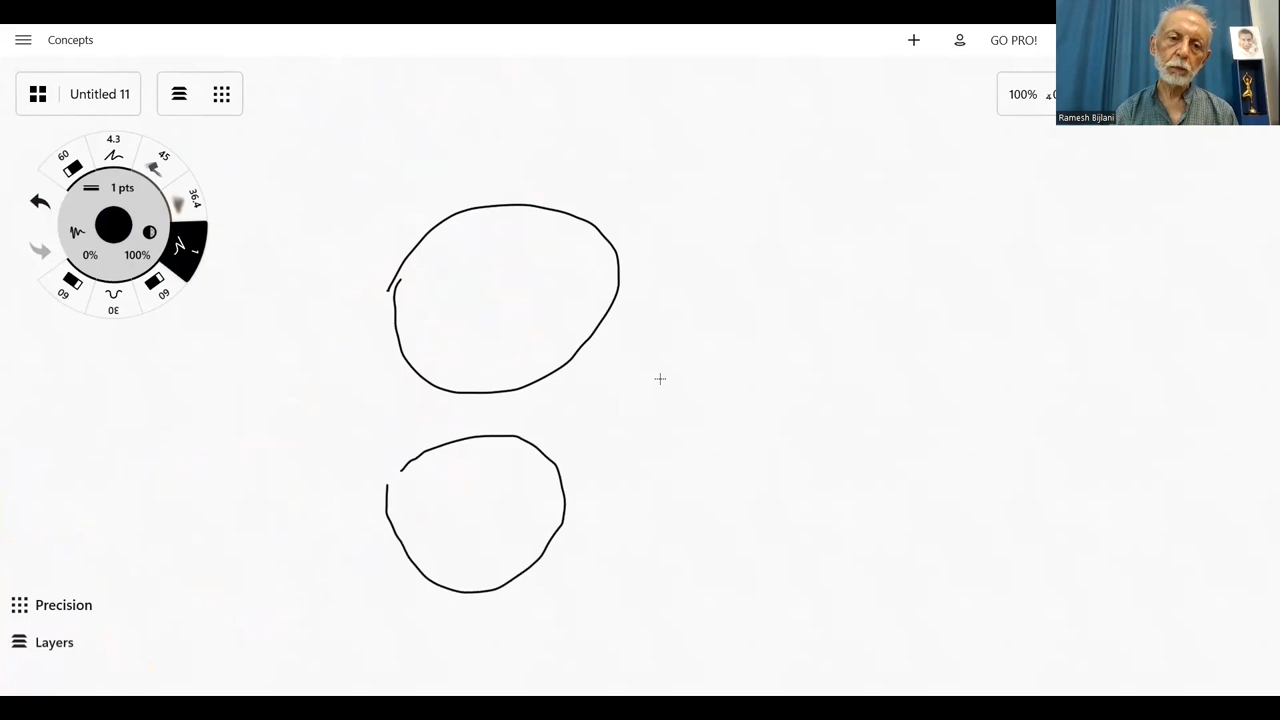 Concepts
GO PRO!
Untitled 11
100%
Ramesh Bijlani
4.3
60
45
36.4
1 pts
1
0%
100%
60
30
60
Precision
Layers